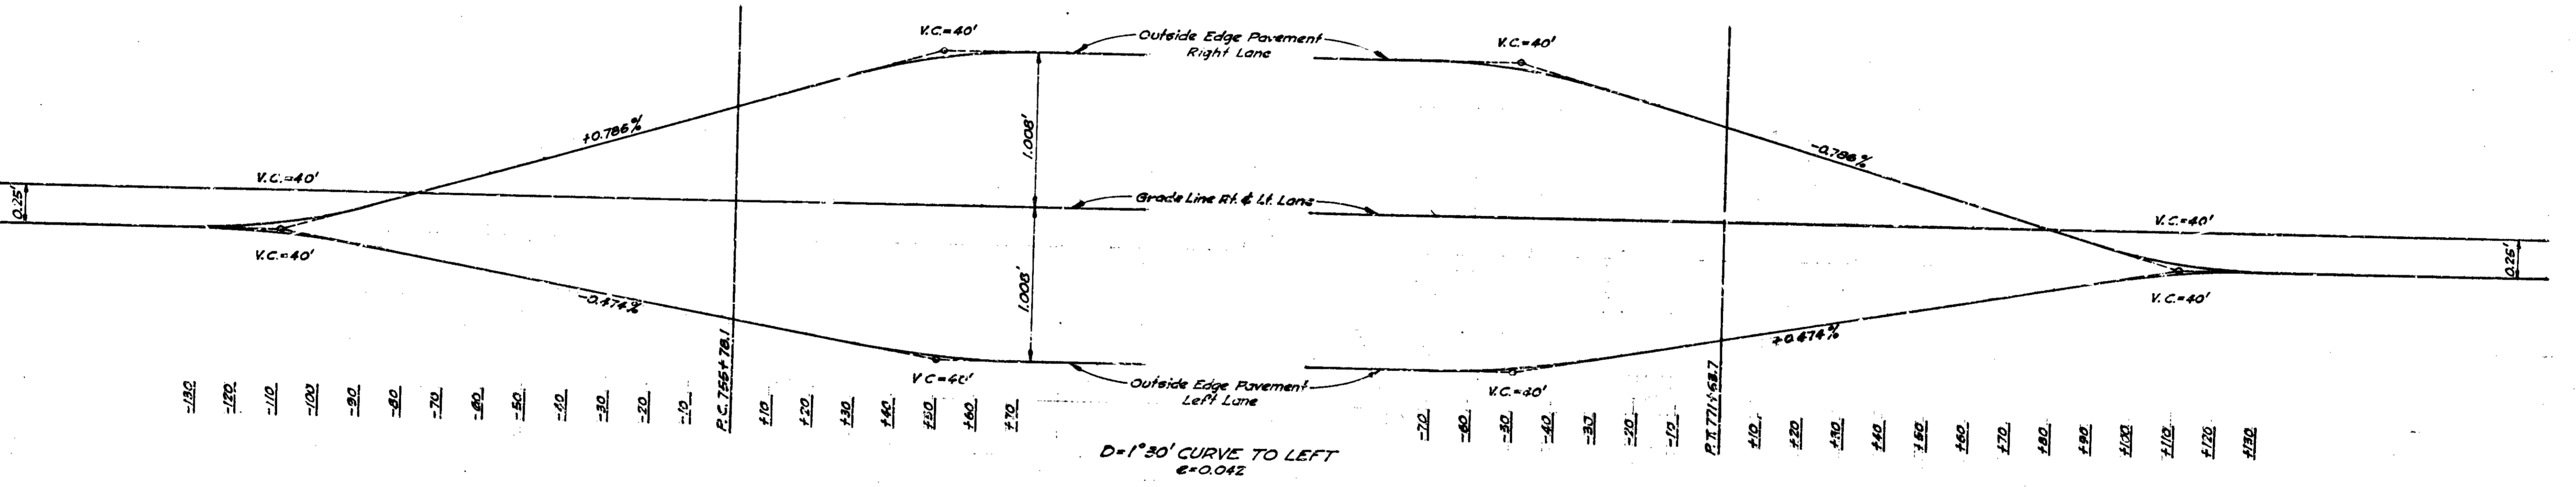 V.C.=40'
Outside Edge Pavement
Right Lane
V.C.=40'
+0.786%
1.008'
-0.786%
V.C.=40'
0.25'
Grade Line Rt. & Lt. Lane
V.C.=40'
0.25'
V.C.=40'
-0.474%
1.008'
V.C.=40'
+0.474%
V.C=40'
Outside Edge Pavement
Left Lane
V.C.=40'
-130
-120
-110
-100
-90
-80
-70
-60
-50
-40
-30
-20
-10
P.C. 755+78.1
+10
+20
+30
+40
+50
+60
+70
-70
-60
-50
-40
-30
-20
-10
P.T. 771+58.7
+10
+20
+30
+40
+50
+60
+70
+80
+90
+100
+110
+120
+130
D=1°30' CURVE TO LEFT
e=0.042